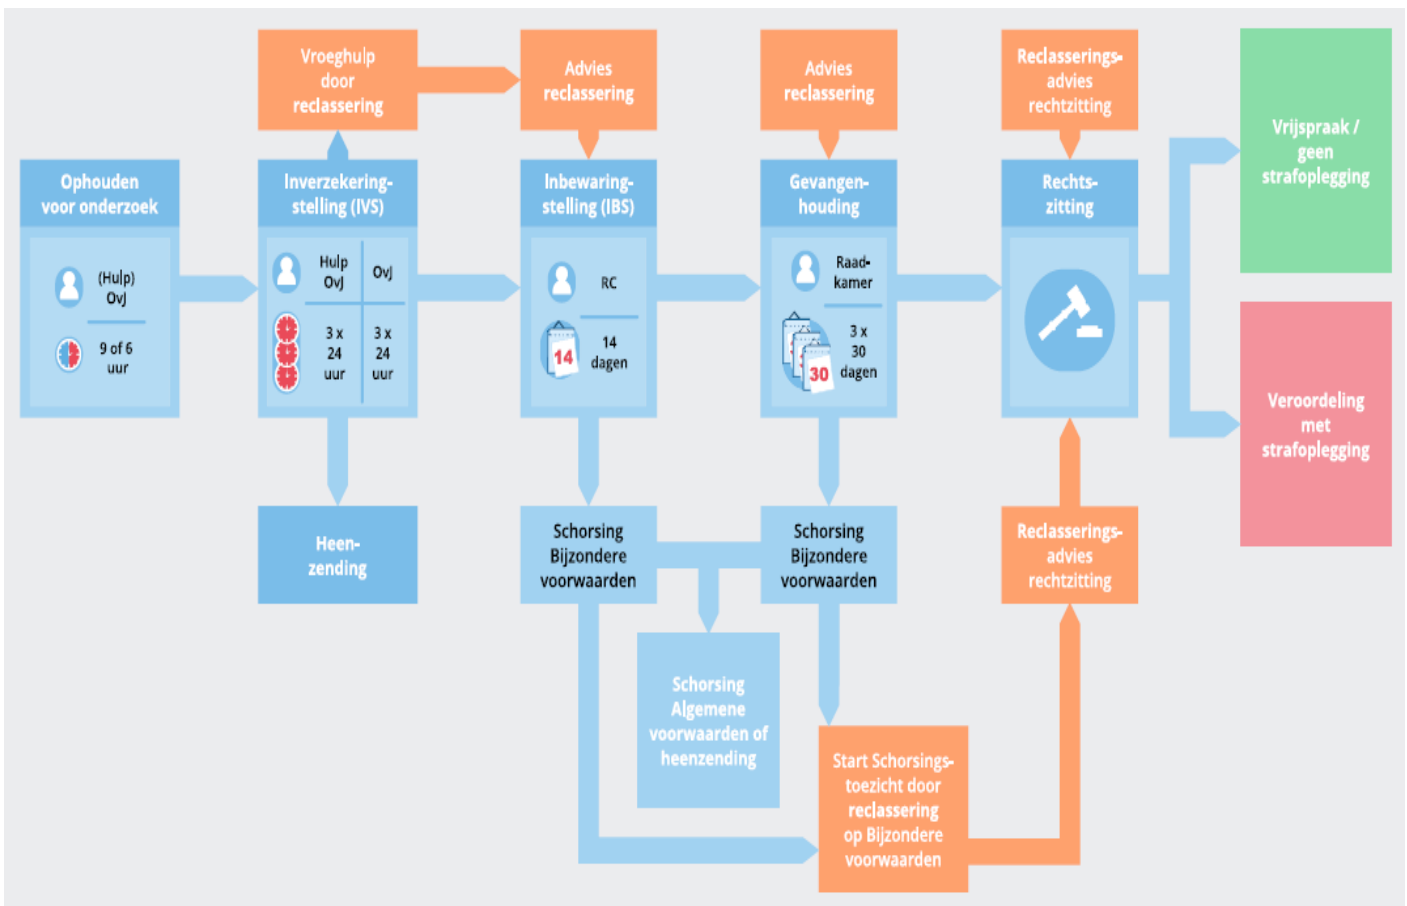 Vroeghulp
door
reclassering
Advies
reclassering
Advies
reclassering
Reclasserings-
advies
rechtzitting
Vrijspraak /
geen
strafoplegging
Ophouden
voor onderzoek
(Hulp)
OvJ
9 of 6
uur
Inverzekering-
stelling (IVS)
Hulp
OvJ
OvJ
3 x
24
uur
3 x
24
uur
Inbewaring-
stelling (IBS)
RC
14
14
dagen
Gevangen-
houding
Raad-
kamer
30
3 x
30
dagen
Rechts-
zitting
Veroordeling
met
strafoplegging
Heen-
zending
Schorsing
Bijzondere
voorwaarden
Schorsing
Bijzondere
voorwaarden
Reclasserings-
advies
rechtzitting
Schorsing
Algemene
voorwaarden of
heenzending
Start Schorsings-
toezicht door
reclassering
op Bijzondere
voorwaarden